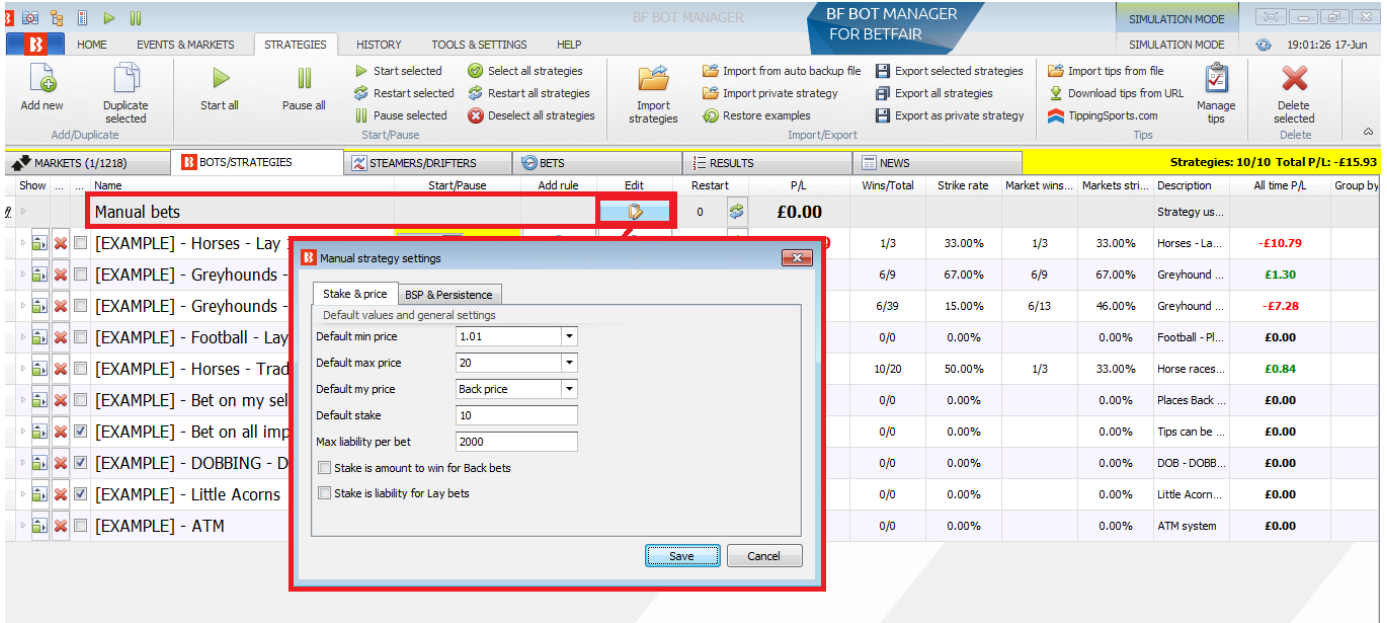 BF BOT MANAGER
BF BOT MANAGER
FOR BETFAIR
SIMULATION MODE
HOME EVENTS & MARKETS STRATEGIES HISTORY TOOLS & SETTINGS HELP
SIMULATION MODE 19:01:26 17-Jun
Add new
Duplicate selected
Start all
Pause all
Add/Duplicate
Start selected
Select all strategies
Restart selected
Restart all strategies
Pause selected
Deselect all strategies
Start/Pause
Import strategies
Import from auto backup file
Export selected strategies
Import private strategy
Export all strategies
Restore examples
Export as private strategy
Import/Export
Import tips from file
Download tips from URL
TippingSports.com
Manage tips
Tips
Delete selected
Delete
MARKETS (1/1218) BOTS/STRATEGIES STEAMERS/DRIFTERS BETS RESULTS NEWS Strategies: 10/10 Total P/L: -£15.93
Show ... ... Name Start/Pause Add rule Edit Restart P/L Wins/Total Strike rate Market wins... Markets stri... Description All time P/L Group by
Manual bets 0 £0.00 Strategy us...
[EXAMPLE] - Horses - Lay 1/3 33.00% 1/3 33.00% Horses - La... -£10.79
[EXAMPLE] - Greyhounds - 6/9 67.00% 6/9 67.00% Greyhound ... £1.30
[EXAMPLE] - Greyhounds - 6/39 15.00% 6/13 46.00% Greyhound ... -£7.28
[EXAMPLE] - Football - Lay 0/0 0.00% 0.00% Football - Pl... £0.00
[EXAMPLE] - Horses - Trad 10/20 50.00% 1/3 33.00% Horse races... £0.84
[EXAMPLE] - Bet on my sel 0/0 0.00% 0.00% Places Back ... £0.00
[EXAMPLE] - Bet on all imp 0/0 0.00% 0.00% Tips can be ... £0.00
[EXAMPLE] - DOBBING - D 0/0 0.00% 0.00% DOB - DOBB... £0.00
[EXAMPLE] - Little Acorns 0/0 0.00% 0.00% Little Acorn... £0.00
[EXAMPLE] - ATM 0/0 0.00% 0.00% ATM system £0.00
Manual strategy settings
Stake & price BSP & Persistence
Default values and general settings
Default min price 1.01
Default max price 20
Default my price Back price
Default stake 10
Max liability per bet 2000
Stake is amount to win for Back bets
Stake is liability for Lay bets
Save Cancel